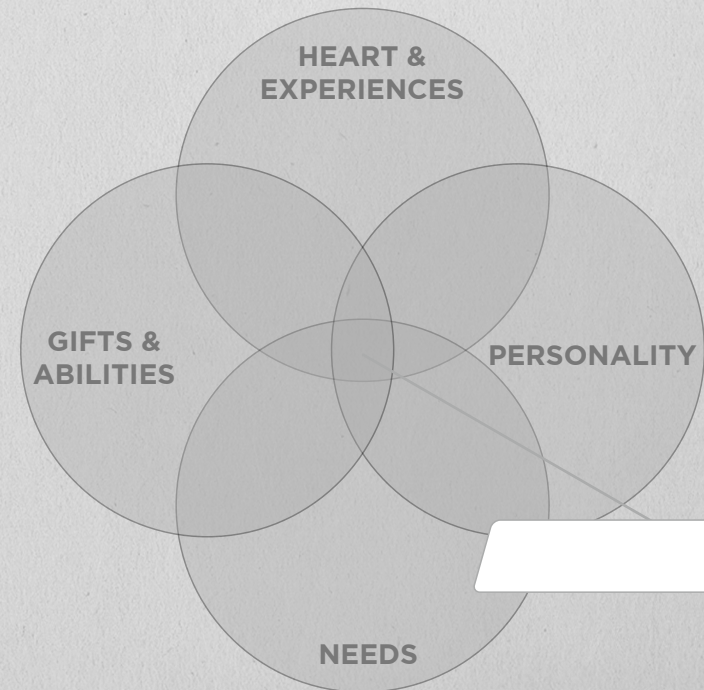 HEART &
EXPERIENCES
GIFTS &
ABILITIES
PERSONALITY
NEEDS